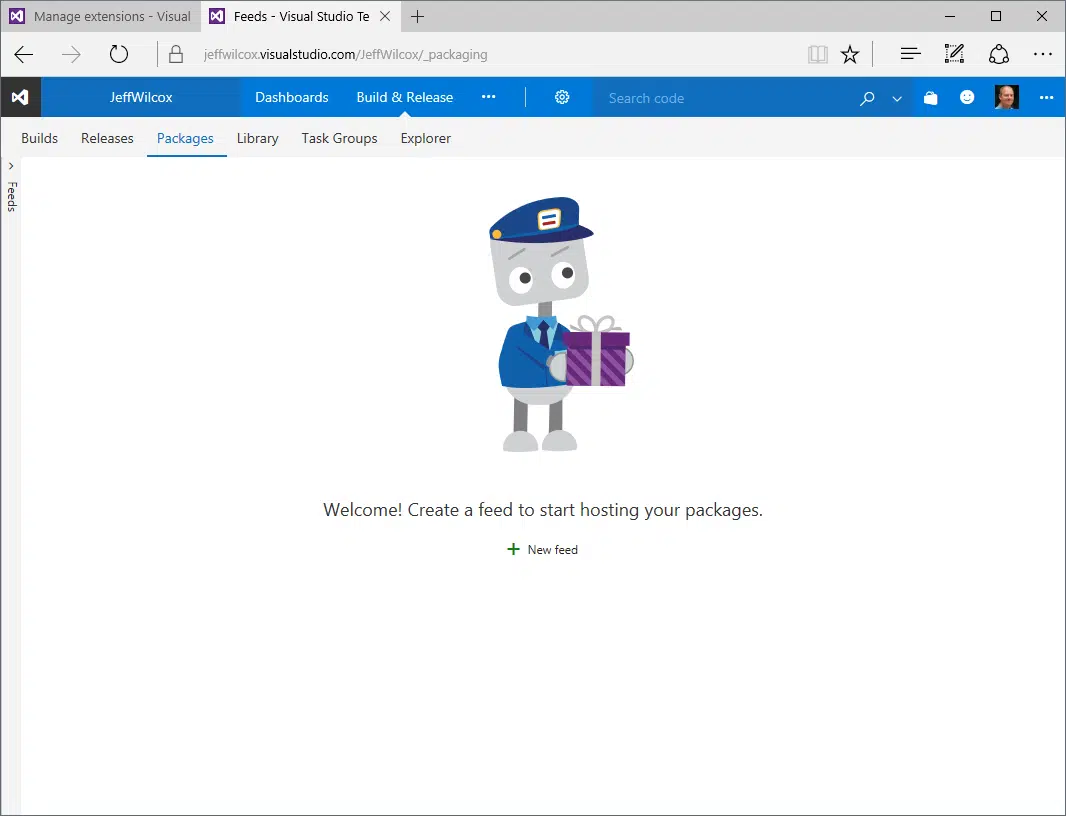 Manage extensions - Visual
Feeds - Visual Studio Te
jeffwilcox.visualstudio.com/JeffWilcox/_packaging
JeffWilcox Dashboards Build & Release Search code
Builds Releases Packages Library Task Groups Explorer
Feeds
Welcome! Create a feed to start hosting your packages.
New feed